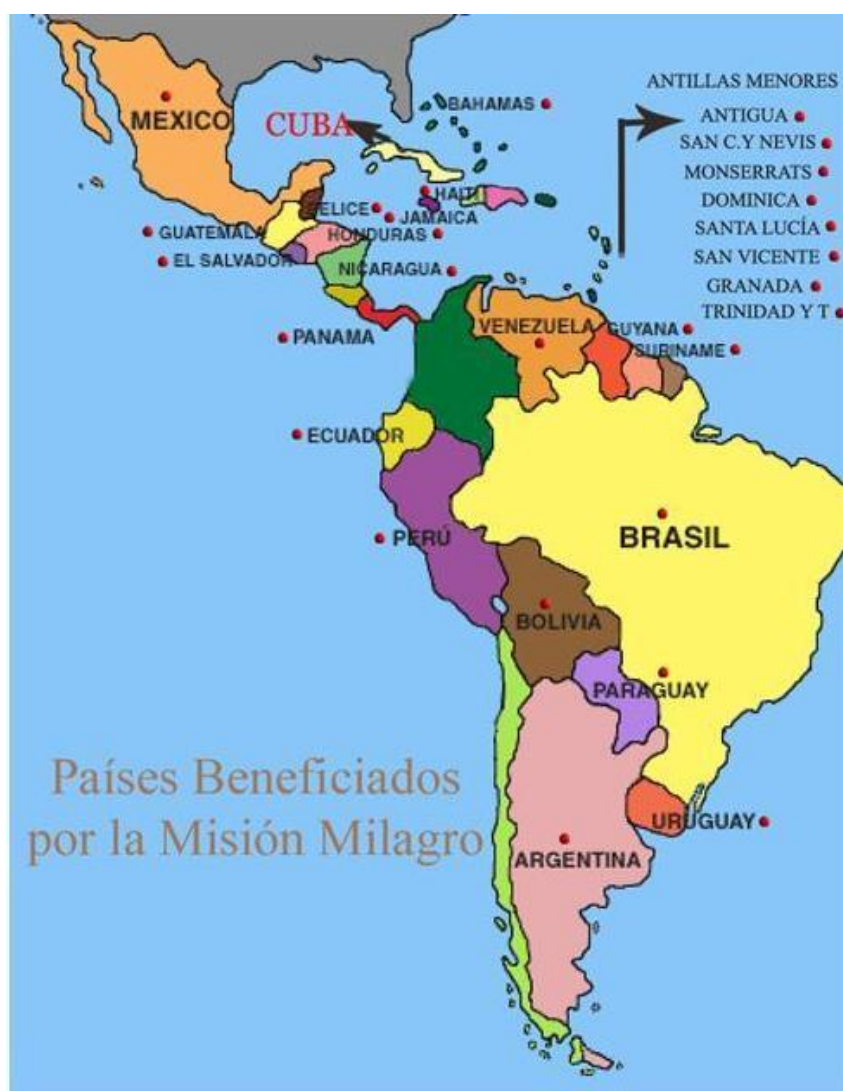 ANTILLAS MENORES
BAHAMAS
MEXICO
CUBA
ANTIGUA
SAN C.Y NEVIS
MONSERRATS
DOMINICA
SANTA LUCÍA
SAN VICENTE
GRANADA
TRINIDAD Y T
HAITI
BELICE
JAMAICA
GUATEMALA
HONDURAS
EL SALVADOR
NICARAGUA
PANAMA
VENEZUELA
GUYANA
SURINAME
ECUADOR
PERÚ
BRASIL
BOLIVIA
PARAGUAY
URUGUAY
ARGENTINA
Países Beneficiados
por la Misión Milagro